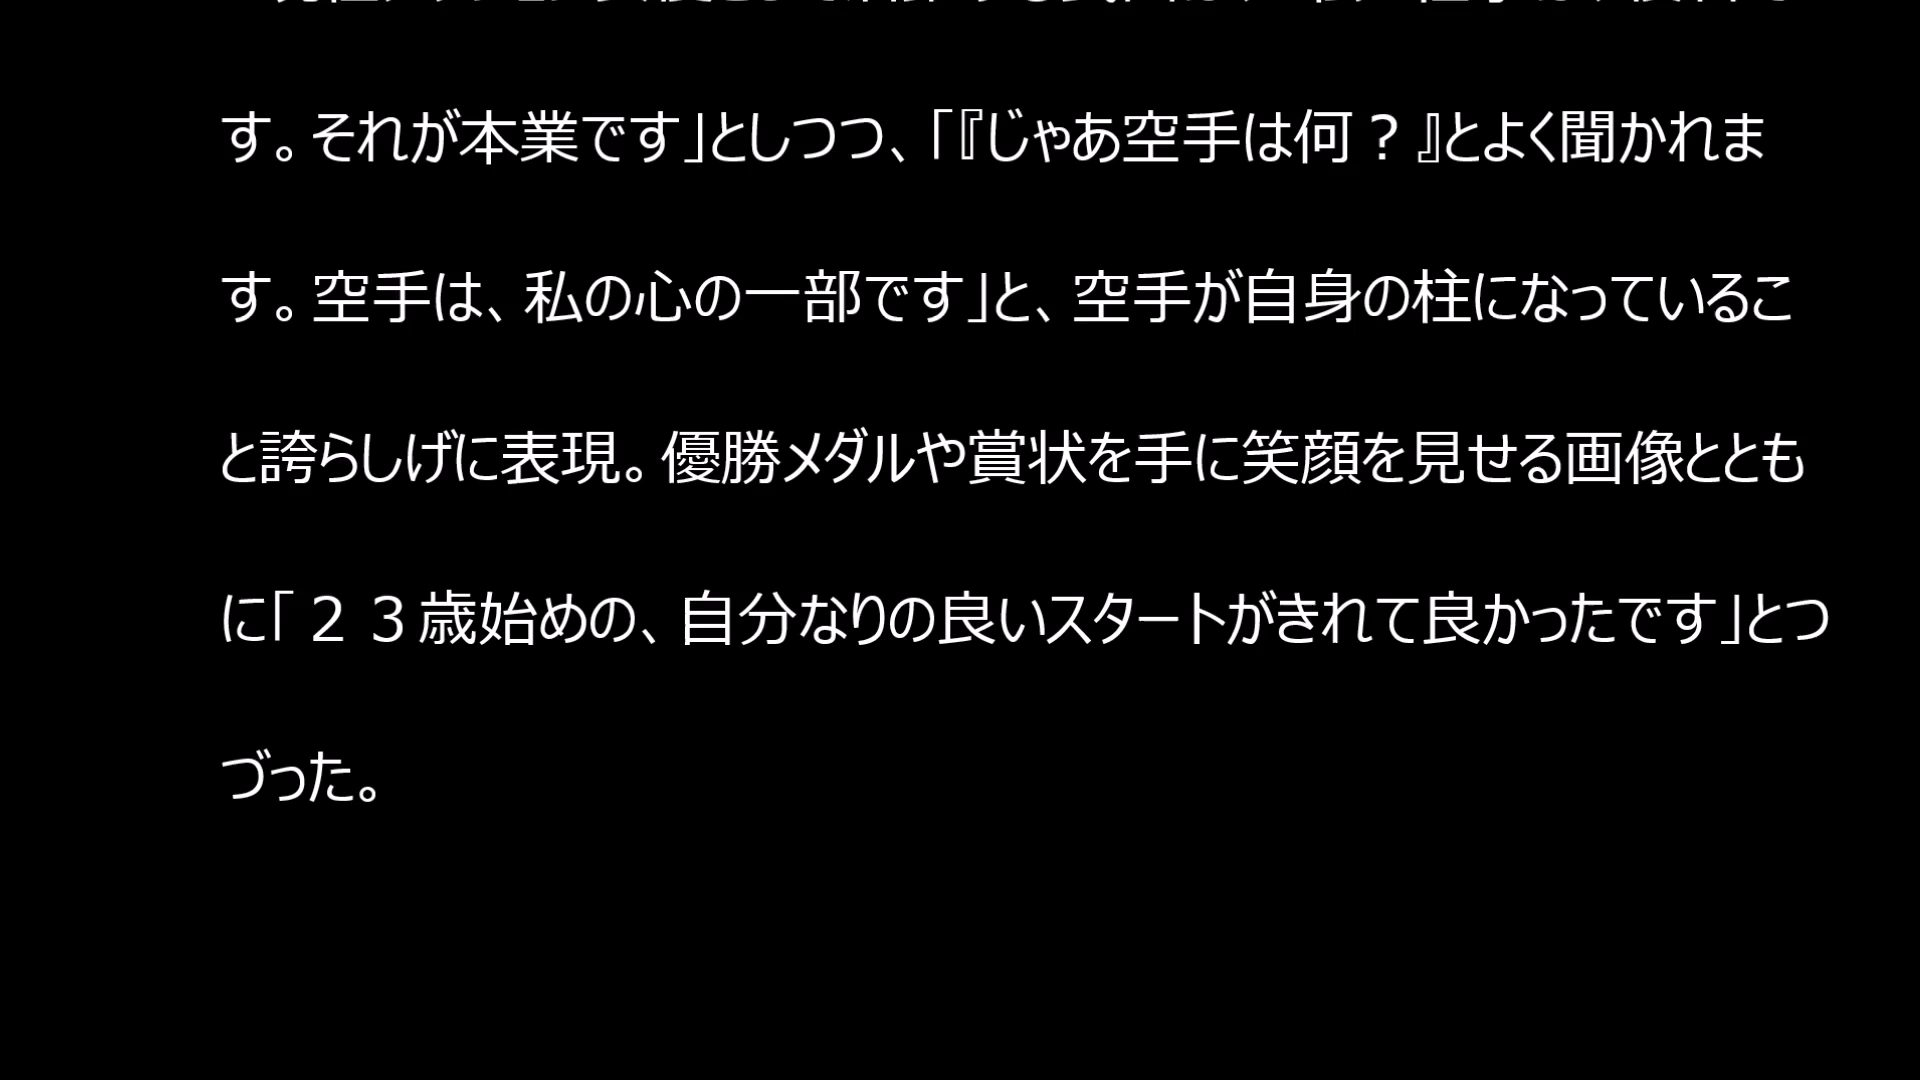 す。それが本業です」としつつ、「『じゃあ空手は何？』とよく聞かれま
す。空手は、私の心の一部です」と、空手が自身の柱になっているこ
と誇らしげに表現。優勝メダルや賞状を手に笑顔を見せる画像ととも
に「２３歳始めの、自分なりの良いスタートがきれて良かったです」とつ
づった。